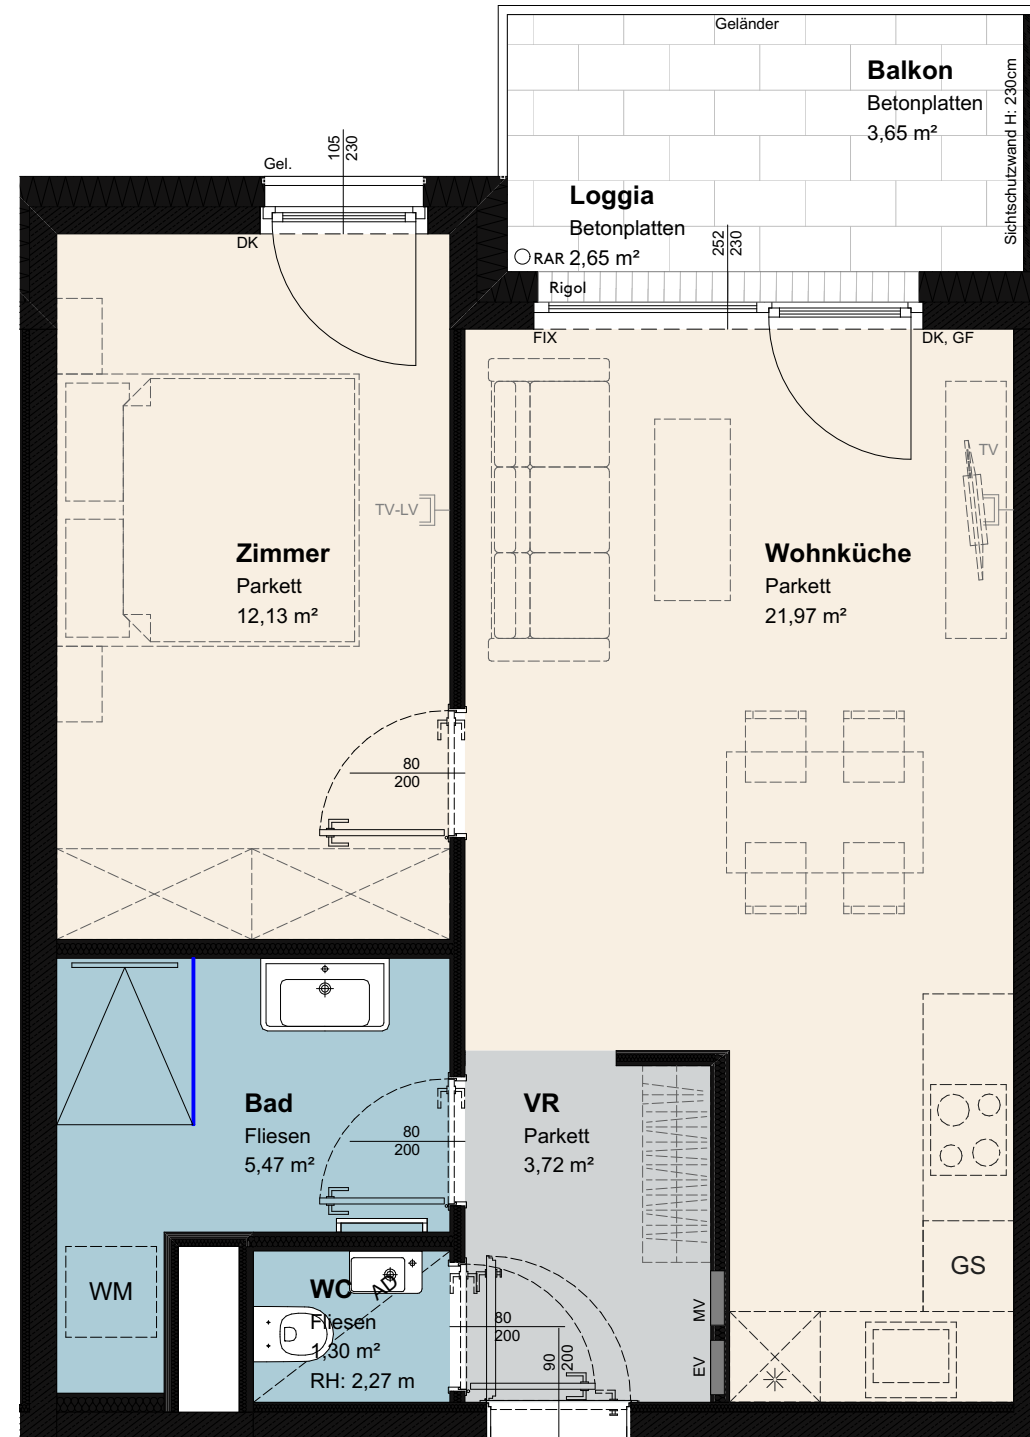 Geländer
Balkon
Betonplatten
3,65 m²
Sichtschutzwand H: 230cm
105
230
Gel.
Loggia
Betonplatten
RAR 2,65 m²
252
230
Rigol
DK
FIX
DK, GF
TV-LV
TV
Zimmer
Parkett
12,13 m²
Wohnküche
Parkett
21,97 m²
80
200
Bad
Fliesen
5,47 m²
80
200
VR
Parkett
3,72 m²
WM
WC
AD
Fliesen
1,30 m²
RH: 2,27 m
80
200
90
200
MV
EV
GS